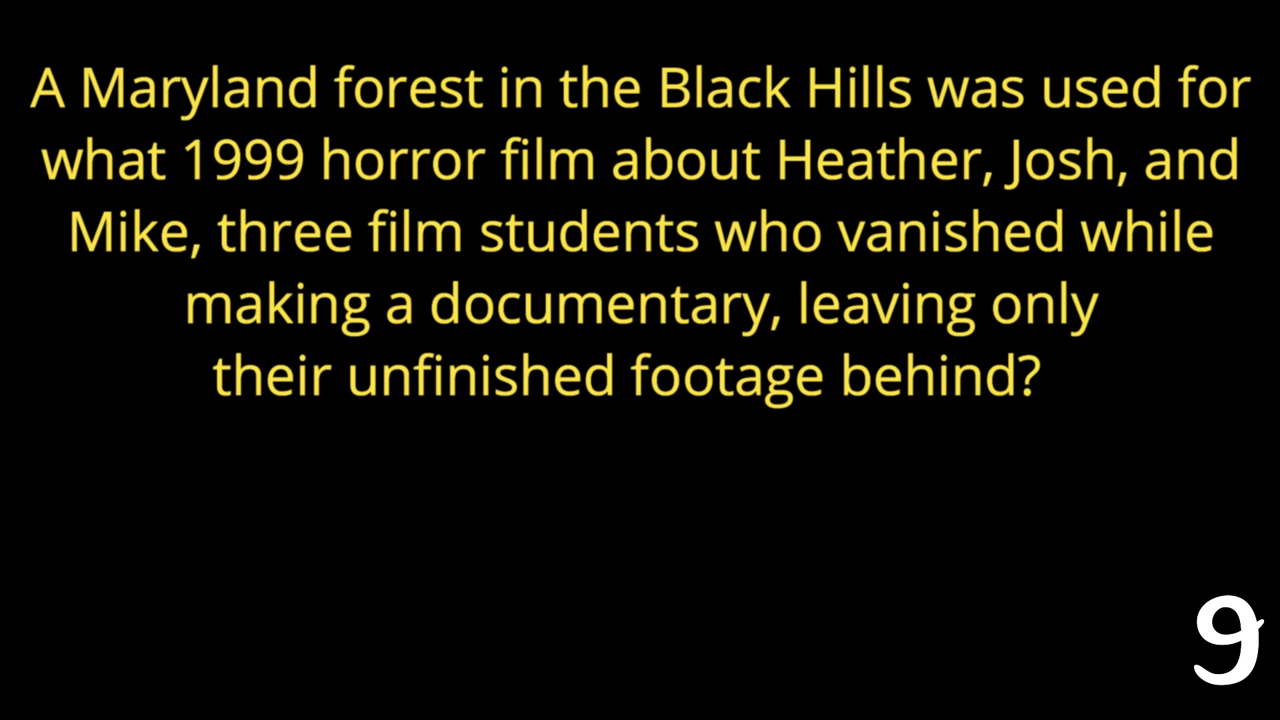 A Maryland forest in the Black Hills was used for
what 1999 horror film about Heather, Josh, and
Mike, three film students who vanished while
making a documentary, leaving only
their unfinished footage behind?
9